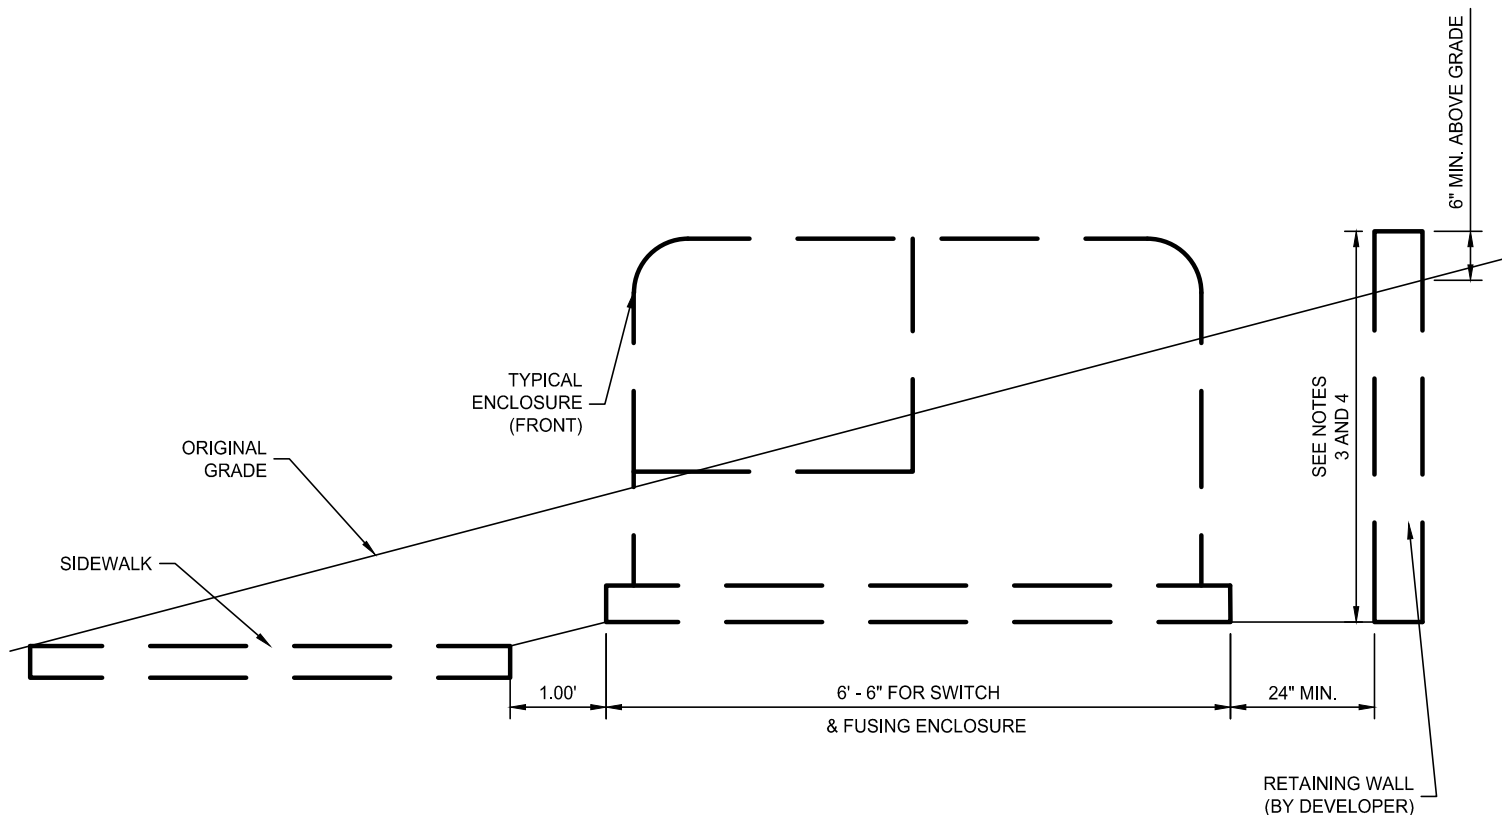 6" MIN. ABOVE GRADE
TYPICAL
ENCLOSURE
(FRONT)
SEE NOTES
3 AND 4
ORIGINAL
GRADE
SIDEWALK
1.00'
6' - 6" FOR SWITCH
& FUSING ENCLOSURE
24" MIN.
RETAINING WALL
(BY DEVELOPER)